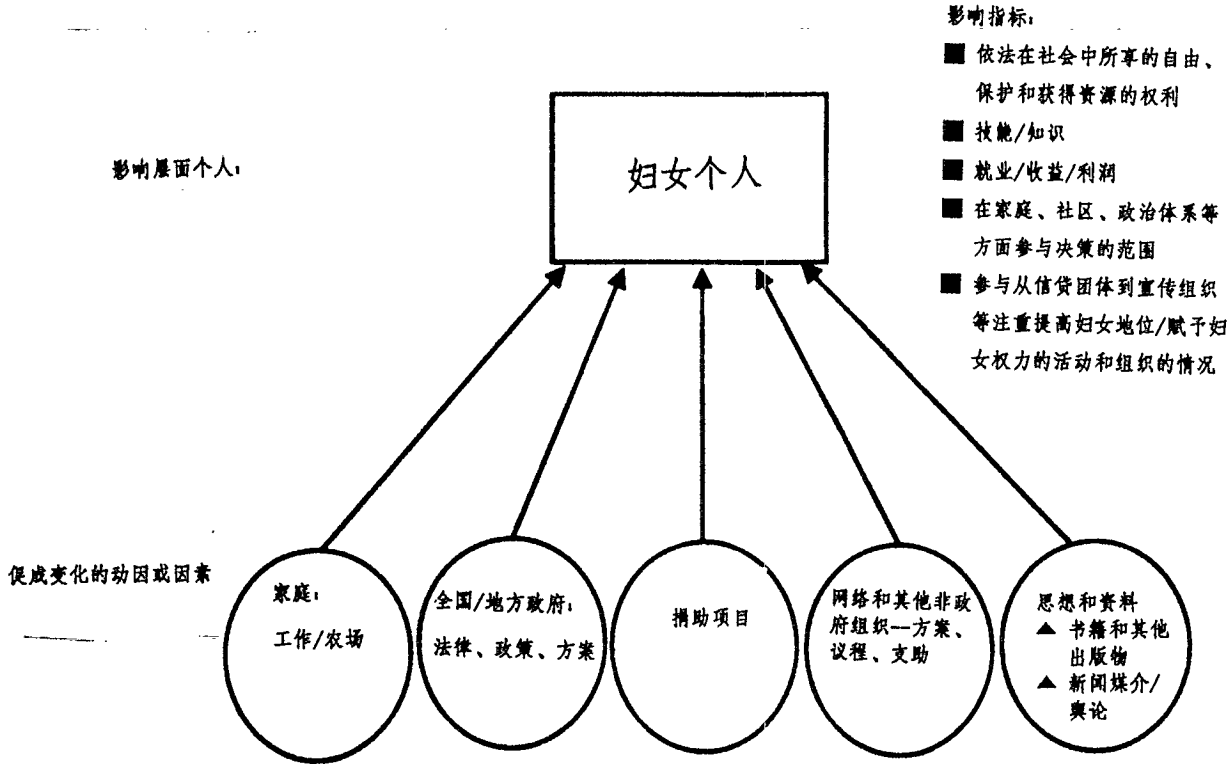 影响指标:
■ 依法在社会中所享的自由、
保护和获得资源的权利
■ 技能/知识
■ 就业/收益/利润
■ 在家庭、社区、政治体系等
方面参与决策的范围
■ 参与从信贷团体到宣传组织
等注重提高妇女地位/赋予妇
女权力的活动和组织的情况
影响层面个人:
妇女个人
促成变化的动因或因素
家庭:
工作/农场
全国/地方政府:
法律、政策、方案
捐助项目
网络和其他非政
府组织--方案、
议程、支助
思想和资料
▲ 书籍和其他
出版物
▲ 新闻媒介/
舆论